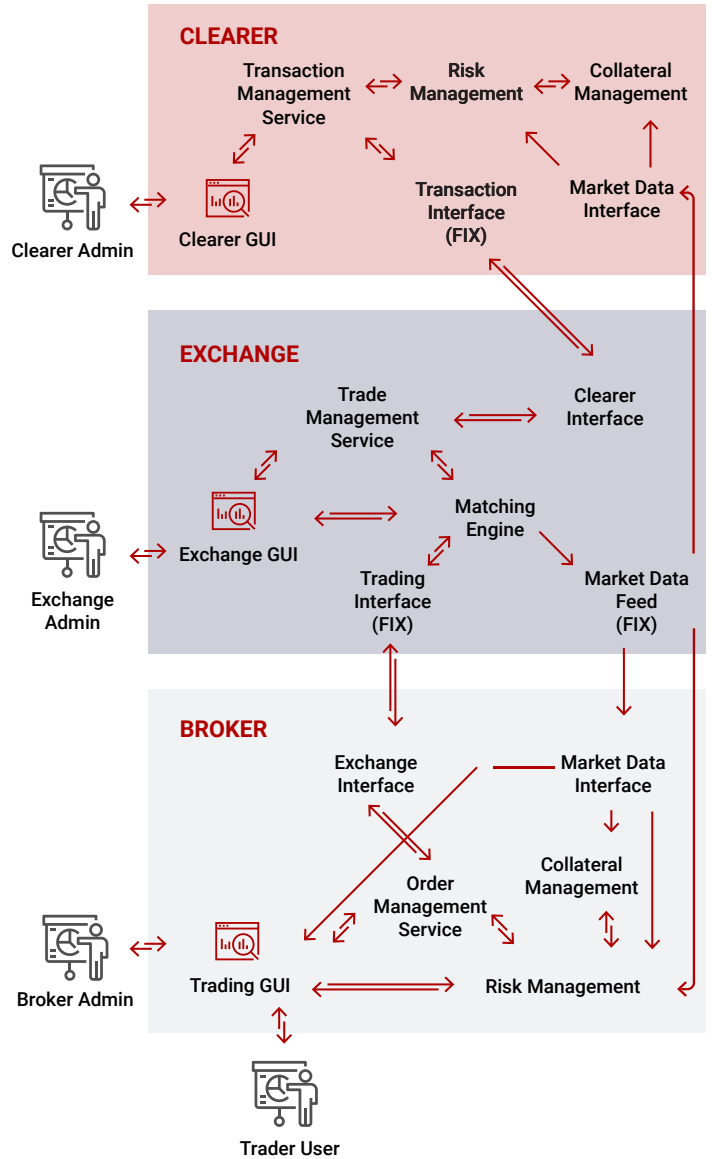 CLEARER
Transaction
Management
Service
Risk
Management
Collateral
Management
Clearer Admin
Clearer GUI
Transaction
Interface
(FIX)
Market Data
Interface
EXCHANGE
Trade
Management
Service
Clearer
Interface
Exchange
Admin
Exchange GUI
Matching
Engine
Trading
Interface
(FIX)
Market Data
Feed
(FIX)
BROKER
Exchange
Interface
Market Data
Interface
Order
Management
Service
Collateral
Management
Broker Admin
Trading GUI
Risk Management
Trader User